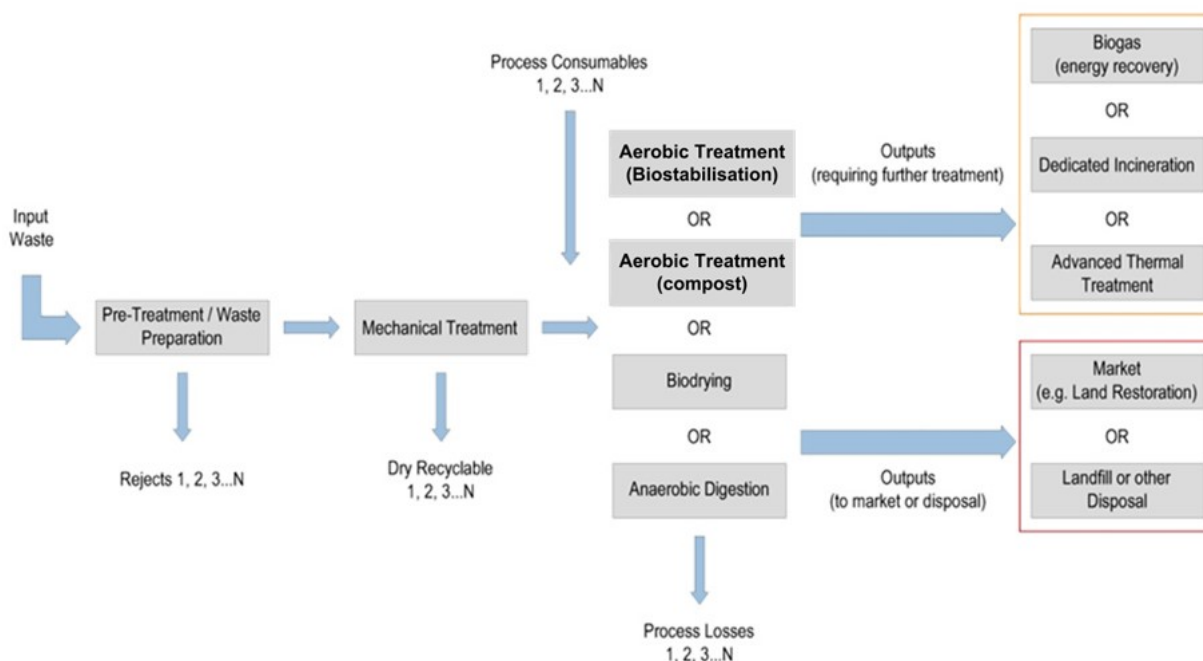 Input
Waste
Pre-Treatment / Waste
Preparation
Rejects 1, 2, 3...N
Mechanical Treatment
Dry Recyclable
1, 2, 3...N
Process Consumables
1, 2, 3...N
Aerobic Treatment
(Biostabilisation)
OR
Aerobic Treatment
(compost)
OR
Biodrying
OR
Anaerobic Digestion
Process Losses
1, 2, 3...N
Outputs
(requiring further treatment)
Outputs
(to market or disposal)
Biogas
(energy recovery)
OR
Dedicated Incineration
OR
Advanced Thermal
Treatment
Market
(e.g. Land Restoration)
OR
Landfill or other
Disposal